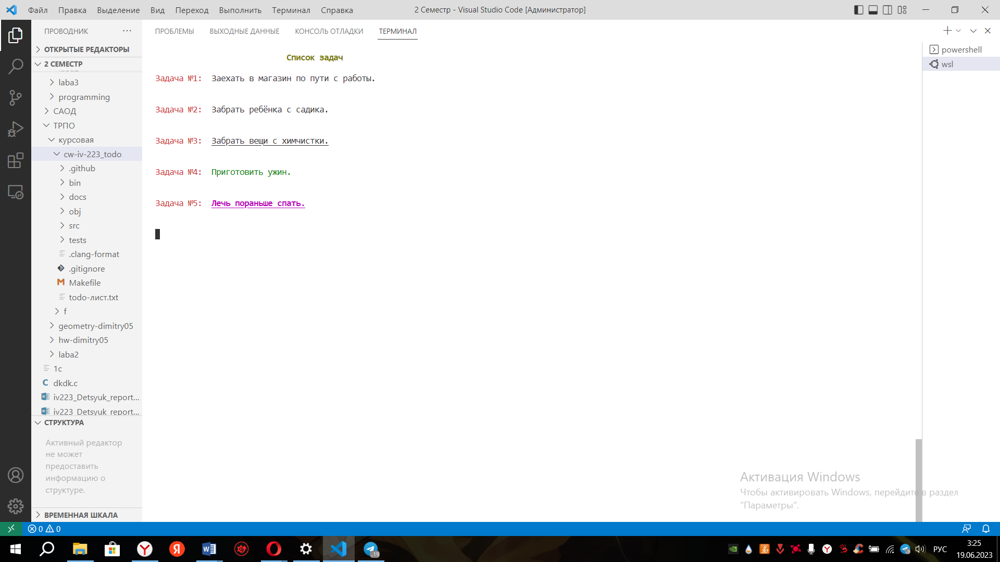 Файл Правка Выделение Вид Переход Выполнить Терминал Справка
2 Семестр - Visual Studio Code [Администратор]
ПРОВОДНИК
ОТКРЫТЫЕ РЕДАКТОРЫ
2 СЕМЕСТР
laba3
programming
САОД
ТРПО
курсовая
cw-iv-223_todo
.github
bin
docs
obj
src
tests
.clang-format
.gitignore
Makefile
todo-лист.txt
f
geometry-dimitry05
hw-dimitry05
laba2
1c
dkdk.c
iv223_Detsyuk_report...
iv223_Detsyuk_report...
СТРУКТУРА
Активный редактор
не может
предоставить
информацию о
структуре.
ВРЕМЕННАЯ ШКАЛА
ПРОБЛЕМЫ ВЫХОДНЫЕ ДАННЫЕ КОНСОЛЬ ОТЛАДКИ ТЕРМИНАЛ
Список задач
Задача №1: Заехать в магазин по пути с работы.
Задача №2: Забрать ребёнка с садика.
Задача №3: Забрать вещи с химчистки.
Задача №4: Приготовить ужин.
Задача №5: Лечь пораньше спать.
powershell
wsl
Активация Windows
Чтобы активировать Windows, перейдите в раздел
"Параметры".
0 0
19
РУС
3:25
19.06.2023